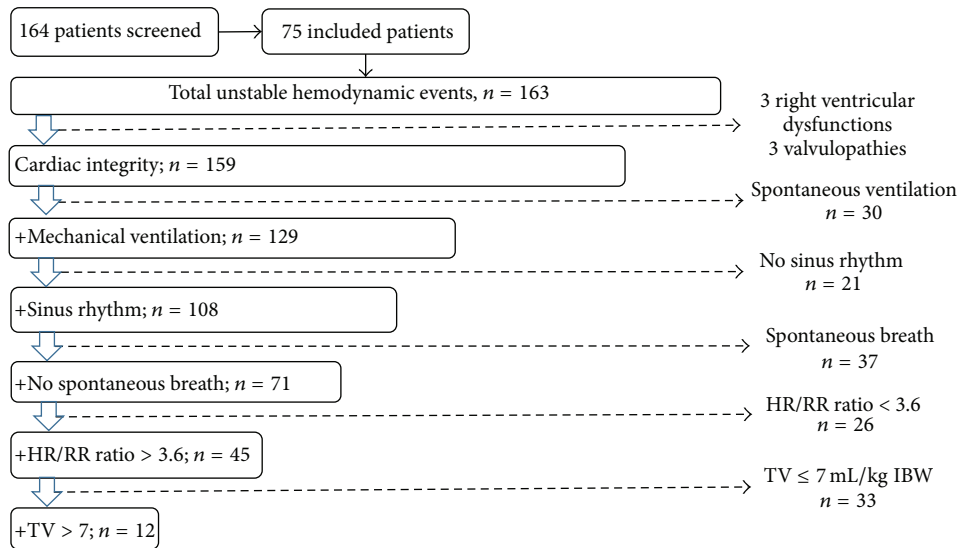 164 patients screened
75 included patients
Total unstable hemodynamic events, n = 163
3 right ventricular
dysfunctions
3 valvulopathies
Cardiac integrity; n = 159
Spontaneous ventilation
n = 30
+Mechanical ventilation; n = 129
No sinus rhythm
n = 21
+Sinus rhythm; n = 108
Spontaneous breath
n = 37
+No spontaneous breath; n = 71
HR/RR ratio < 3.6
n = 26
+HR/RR ratio > 3.6; n = 45
TV ≤ 7 mL/kg IBW
n = 33
+TV > 7; n = 12